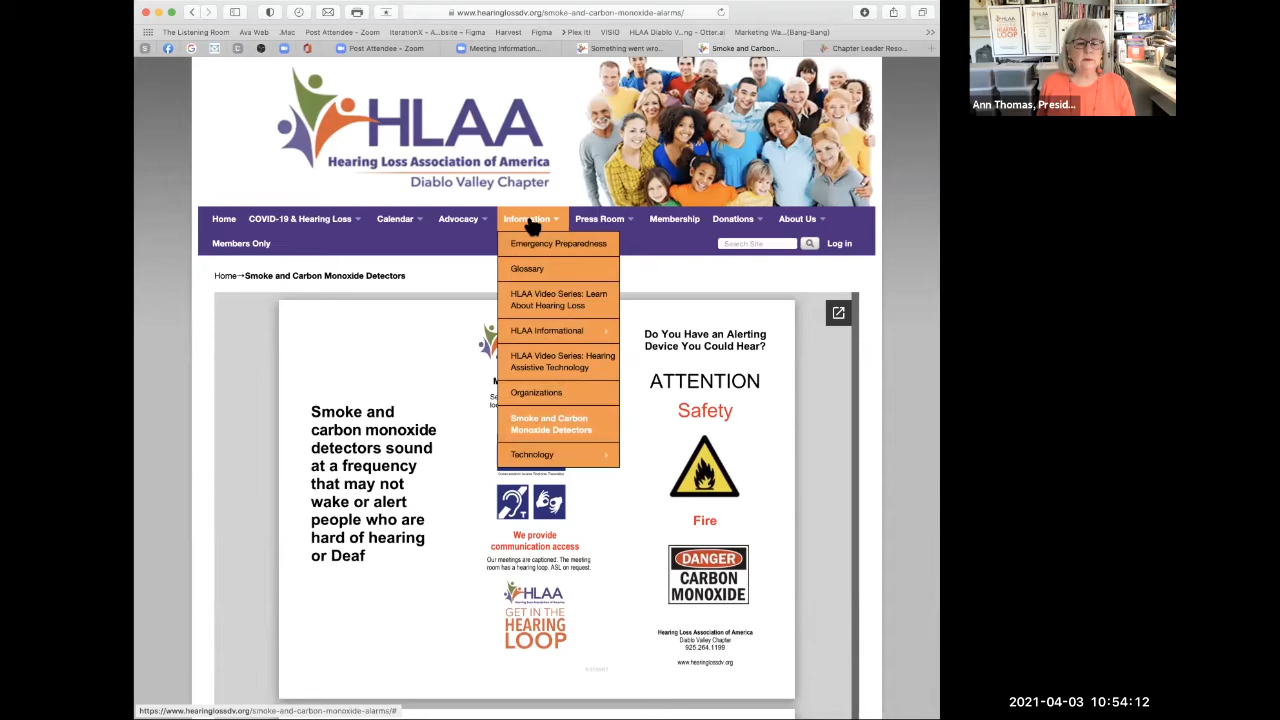 www.hearinglossdv.org/smoke-and-carbon-monoxide-alarms/
The Listening Room Ava Web ...Mac Post Attendee - Zoom IterationX - A...bsite - Figma Harvest Figma > Plex It! VISIO HLAA Diablo V...ng - Otter.ai Marketing - Wa...(Bang-Bang)
Post Attendee - Zoom Meeting Information... Something went wro... Smoke and Carbon... Chapter Leader Reso...
HLAA
Hearing Loss Association of America
Diablo Valley Chapter
Home COVID-19 & Hearing Loss Calendar Advocacy Information Press Room Membership Donations About Us
Members Only Search Site Log in
Emergency Preparedness
Glossary
HLAA Video Series: Learn
About Hearing Loss
HLAA Informational
HLAA Video Series: Hearing
Assistive Technology
Organizations
Smoke and Carbon
Monoxide Detectors
Technology
Home→Smoke and Carbon Monoxide Detectors
Smoke and
carbon monoxide
detectors sound
at a frequency
that may not
wake or alert
people who are
hard of hearing
or Deaf
We provide
communication access
Our meetings are captioned. The meeting
room has a hearing loop. ASL on request.
HLAA
GET IN THE
HEARING
LOOP
Do You Have an Alerting
Device You Could Hear?
ATTENTION
Safety
Fire
DANGER
CARBON
MONOXIDE
Hearing Loss Association of America
Diablo Valley Chapter
925.264.1199
www.hearinglossdv.org
https://www.hearinglossdv.org/smoke-and-carbon-monoxide-alarms/#
HLAA
HEARING
LOOP
Ann Thomas, Presid...
2021-04-03 10:54:12